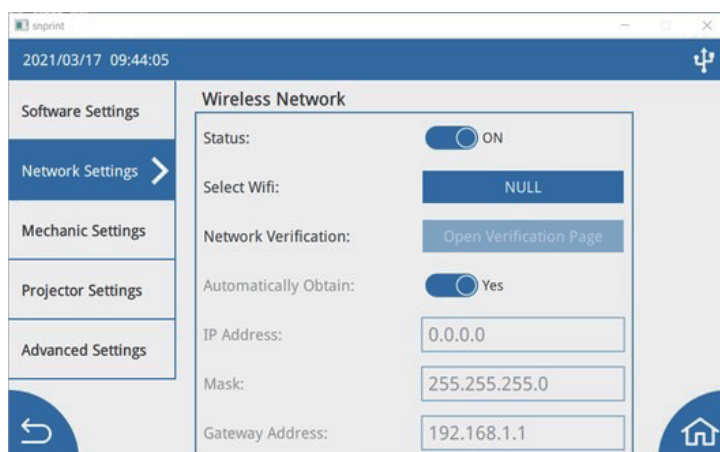 snprint
2021/03/17 09:44:05
Software Settings
Network Settings
Mechanic Settings
Projector Settings
Advanced Settings
Wireless Network
Status: ON
Select Wifi: NULL
Network Verification: Open Verification Page
Automatically Obtain: Yes
IP Address: 0.0.0.0
Mask: 255.255.255.0
Gateway Address: 192.168.1.1